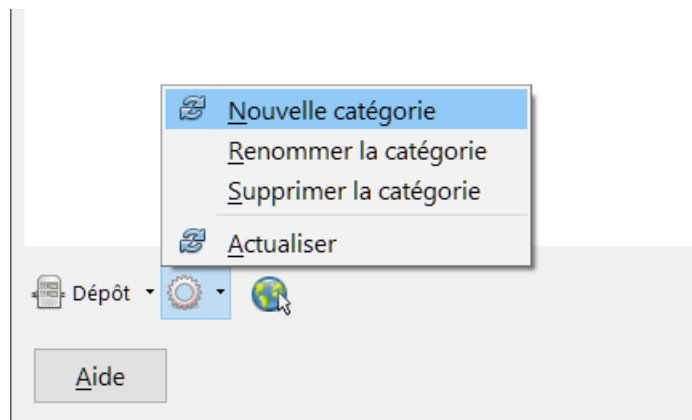 Nouvelle catégorie
Renommer la catégorie
Supprimer la catégorie
Actualiser
Dépôt
Aide